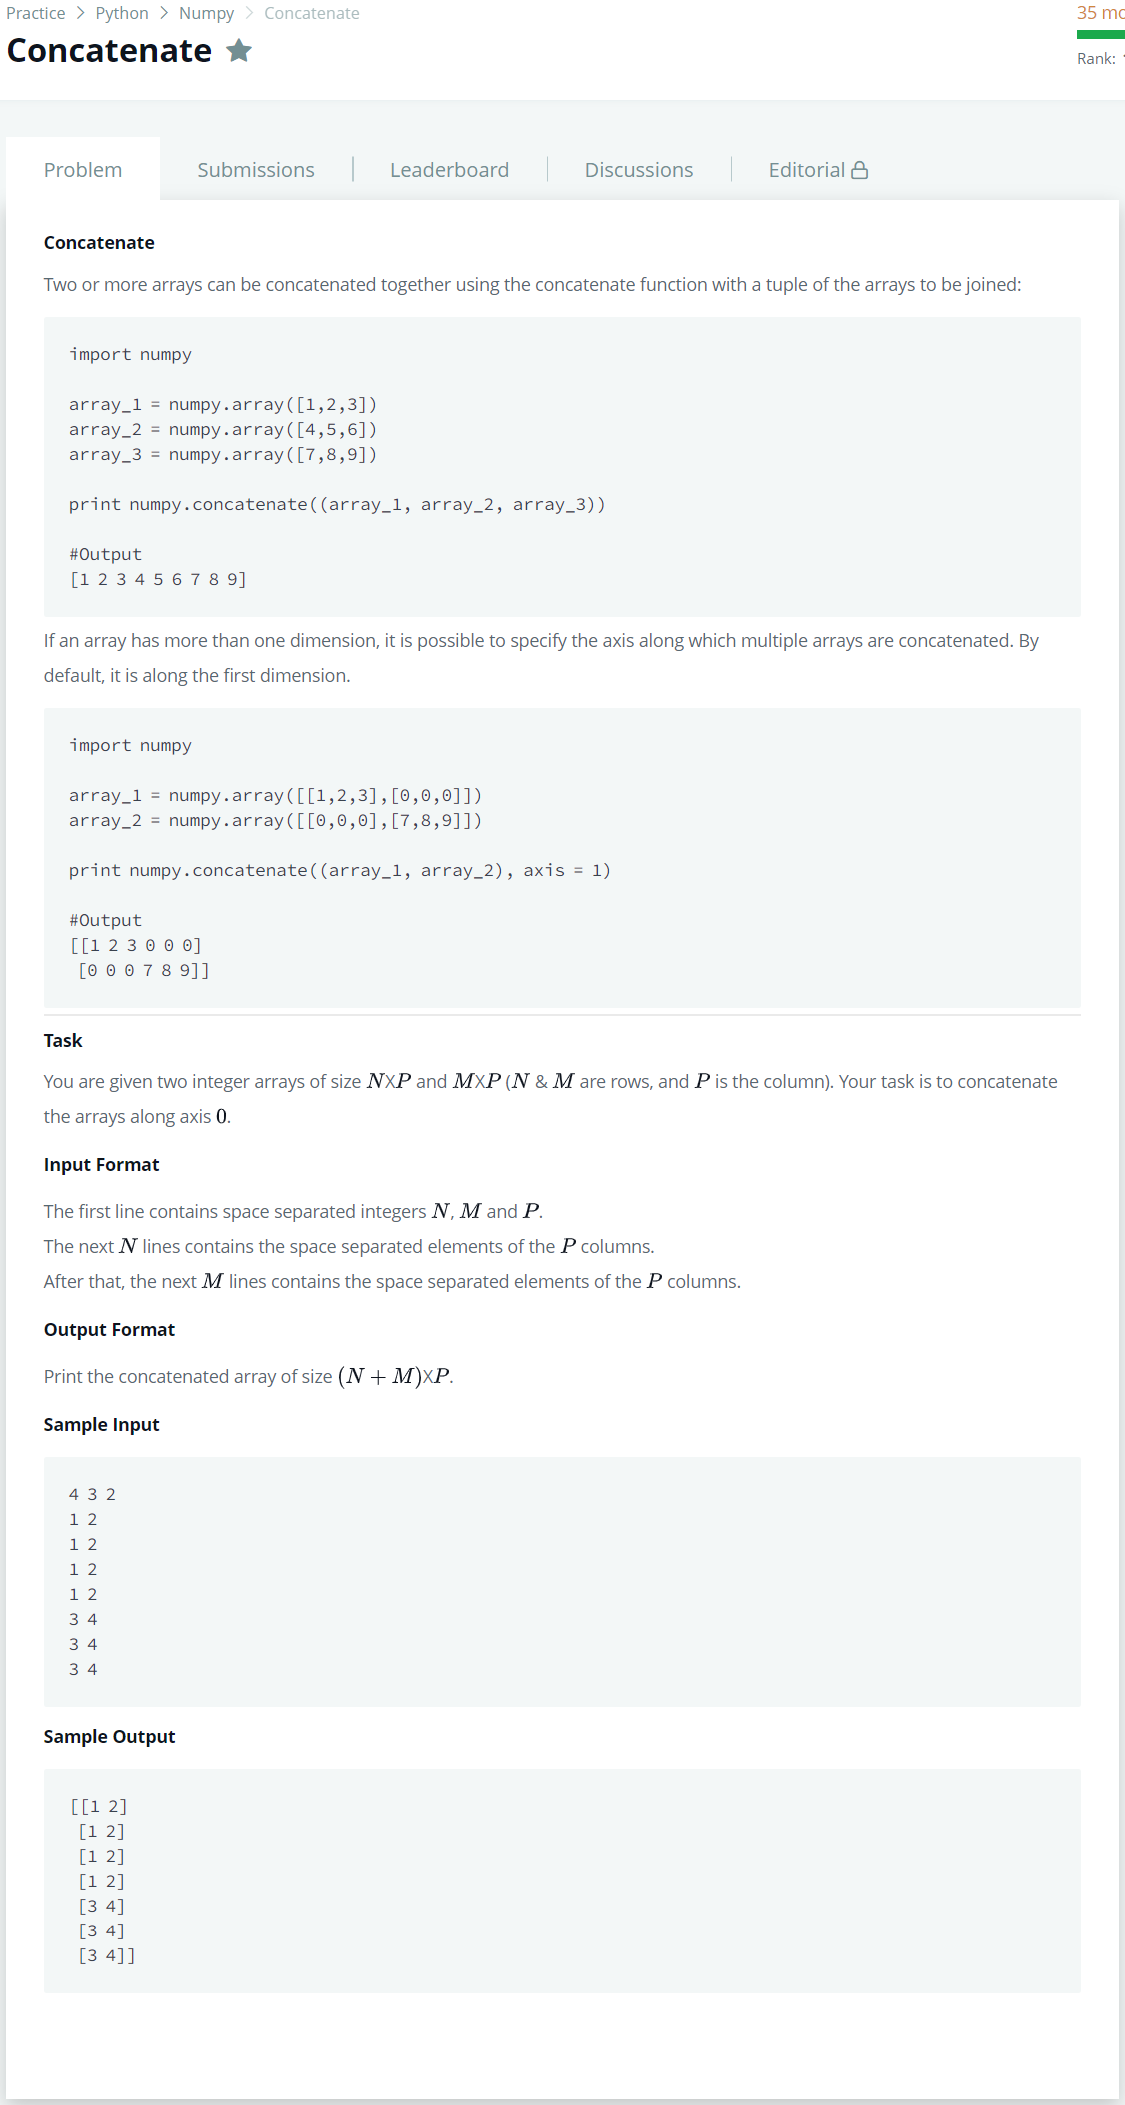 Practice > Python > Numpy > Concatenate
35 mo
Concatenate
Rank:
Problem
Submissions
Leaderboard
Discussions
Editorial
Concatenate
Two or more arrays can be concatenated together using the concatenate function with a tuple of the arrays to be joined:
import numpy
array_1 = numpy.array([1,2,3])
array_2 = numpy.array([4,5,6])
array_3 = numpy.array([7,8,9])
print numpy.concatenate((array_1, array_2, array_3))
#Output
[1 2 3 4 5 6 7 8 9]
If an array has more than one dimension, it is possible to specify the axis along which multiple arrays are concatenated. By
default, it is along the first dimension.
import numpy
array_1 = numpy.array([[1,2,3],[0,0,0]])
array_2 = numpy.array([[0,0,0],[7,8,9]])
print numpy.concatenate((array_1, array_2), axis = 1)
#Output
[[1 2 3 0 0 0]
 [0 0 0 7 8 9]]
Task
You are given two integer arrays of size NXP and MXP (N & M are rows, and P is the column). Your task is to concatenate
the arrays along axis 0.
Input Format
The first line contains space separated integers N, M and P.
The next N lines contains the space separated elements of the P columns.
After that, the next M lines contains the space separated elements of the P columns.
Output Format
Print the concatenated array of size (N + M)XP.
Sample Input
4 3 2
1 2
1 2
1 2
1 2
3 4
3 4
3 4
Sample Output
[[1 2]
 [1 2]
 [1 2]
 [1 2]
 [3 4]
 [3 4]
 [3 4]]